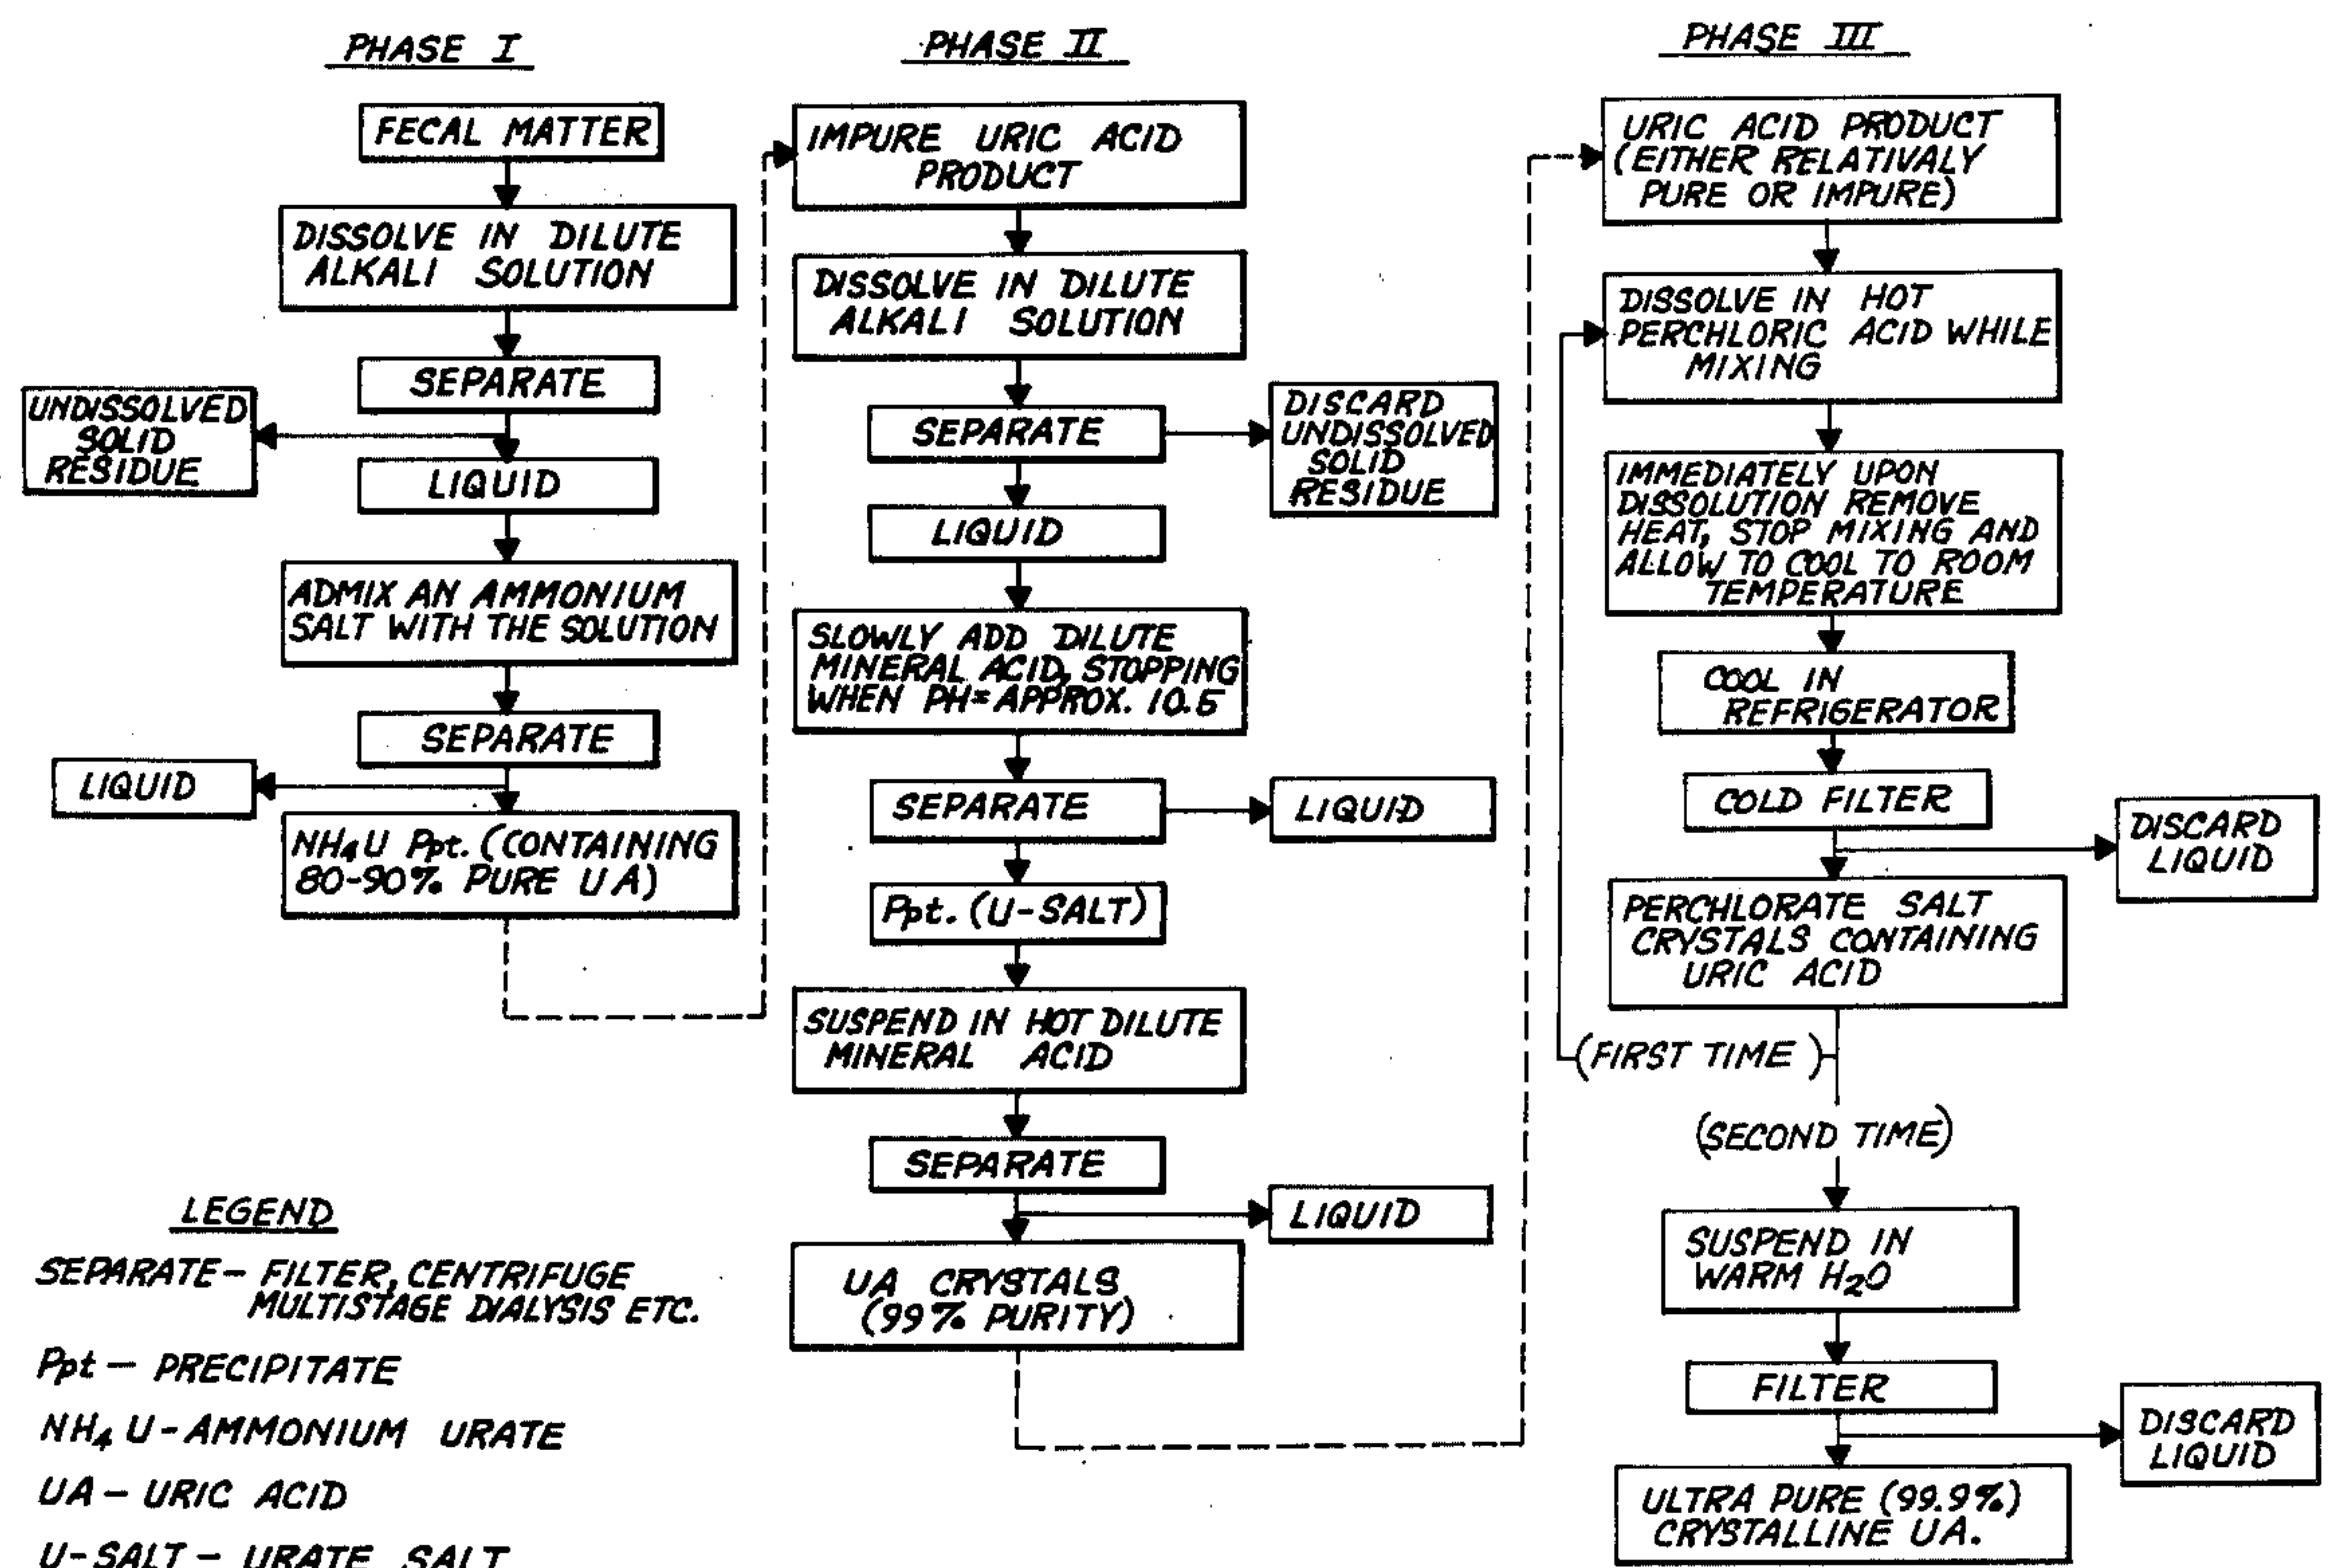 PHASE I
FECAL MATTER
DISSOLVE IN DILUTE
ALKALI SOLUTION
SEPARATE
UNDISSOLVED
SOLID
RESIDUE
LIQUID
ADMIX AN AMMONIUM
SALT WITH THE SOLUTION
SEPARATE
LIQUID
NH4U Ppt. (CONTAINING
80-90% PURE UA)
PHASE II
IMPURE URIC ACID
PRODUCT
DISSOLVE IN DILUTE
ALKALI SOLUTION
SEPARATE
DISCARD
UNDISSOLVED
SOLID
RESIDUE
LIQUID
SLOWLY ADD DILUTE
MINERAL ACID, STOPPING
WHEN PH=APPROX. 10.5
SEPARATE
LIQUID
Ppt. (U-SALT)
SUSPEND IN HOT DILUTE
MINERAL ACID
SEPARATE
LIQUID
UA CRYSTALS
(99% PURITY)
PHASE III
URIC ACID PRODUCT
(EITHER RELATIVALY
PURE OR IMPURE)
DISSOLVE IN HOT
PERCHLORIC ACID WHILE
MIXING
IMMEDIATELY UPON
DISSOLUTION REMOVE
HEAT, STOP MIXING AND
ALLOW TO COOL TO ROOM
TEMPERATURE
COOL IN
REFRIGERATOR
COLD FILTER
DISCARD
LIQUID
PERCHLORATE SALT
CRYSTALS CONTAINING
URIC ACID
(FIRST TIME)
(SECOND TIME)
SUSPEND IN
WARM H2O
FILTER
DISCARD
LIQUID
ULTRA PURE (99.9%)
CRYSTALLINE UA.
LEGEND
SEPARATE - FILTER, CENTRIFUGE
MULTISTAGE DIALYSIS ETC.
Ppt - PRECIPITATE
NH4 U - AMMONIUM URATE
UA - URIC ACID
U-SALT - URATE SALT